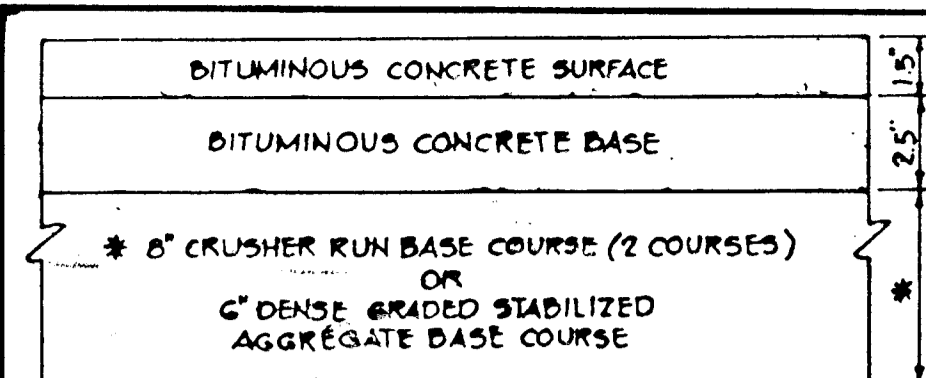 BITUMINOUS CONCRETE SURFACE
1.5"
BITUMINOUS CONCRETE BASE
2.5"
* 8" CRUSHER RUN BASE COURSE (2 COURSES)
OR
6" DENSE GRADED STABILIZED
AGGREGATE BASE COURSE
*